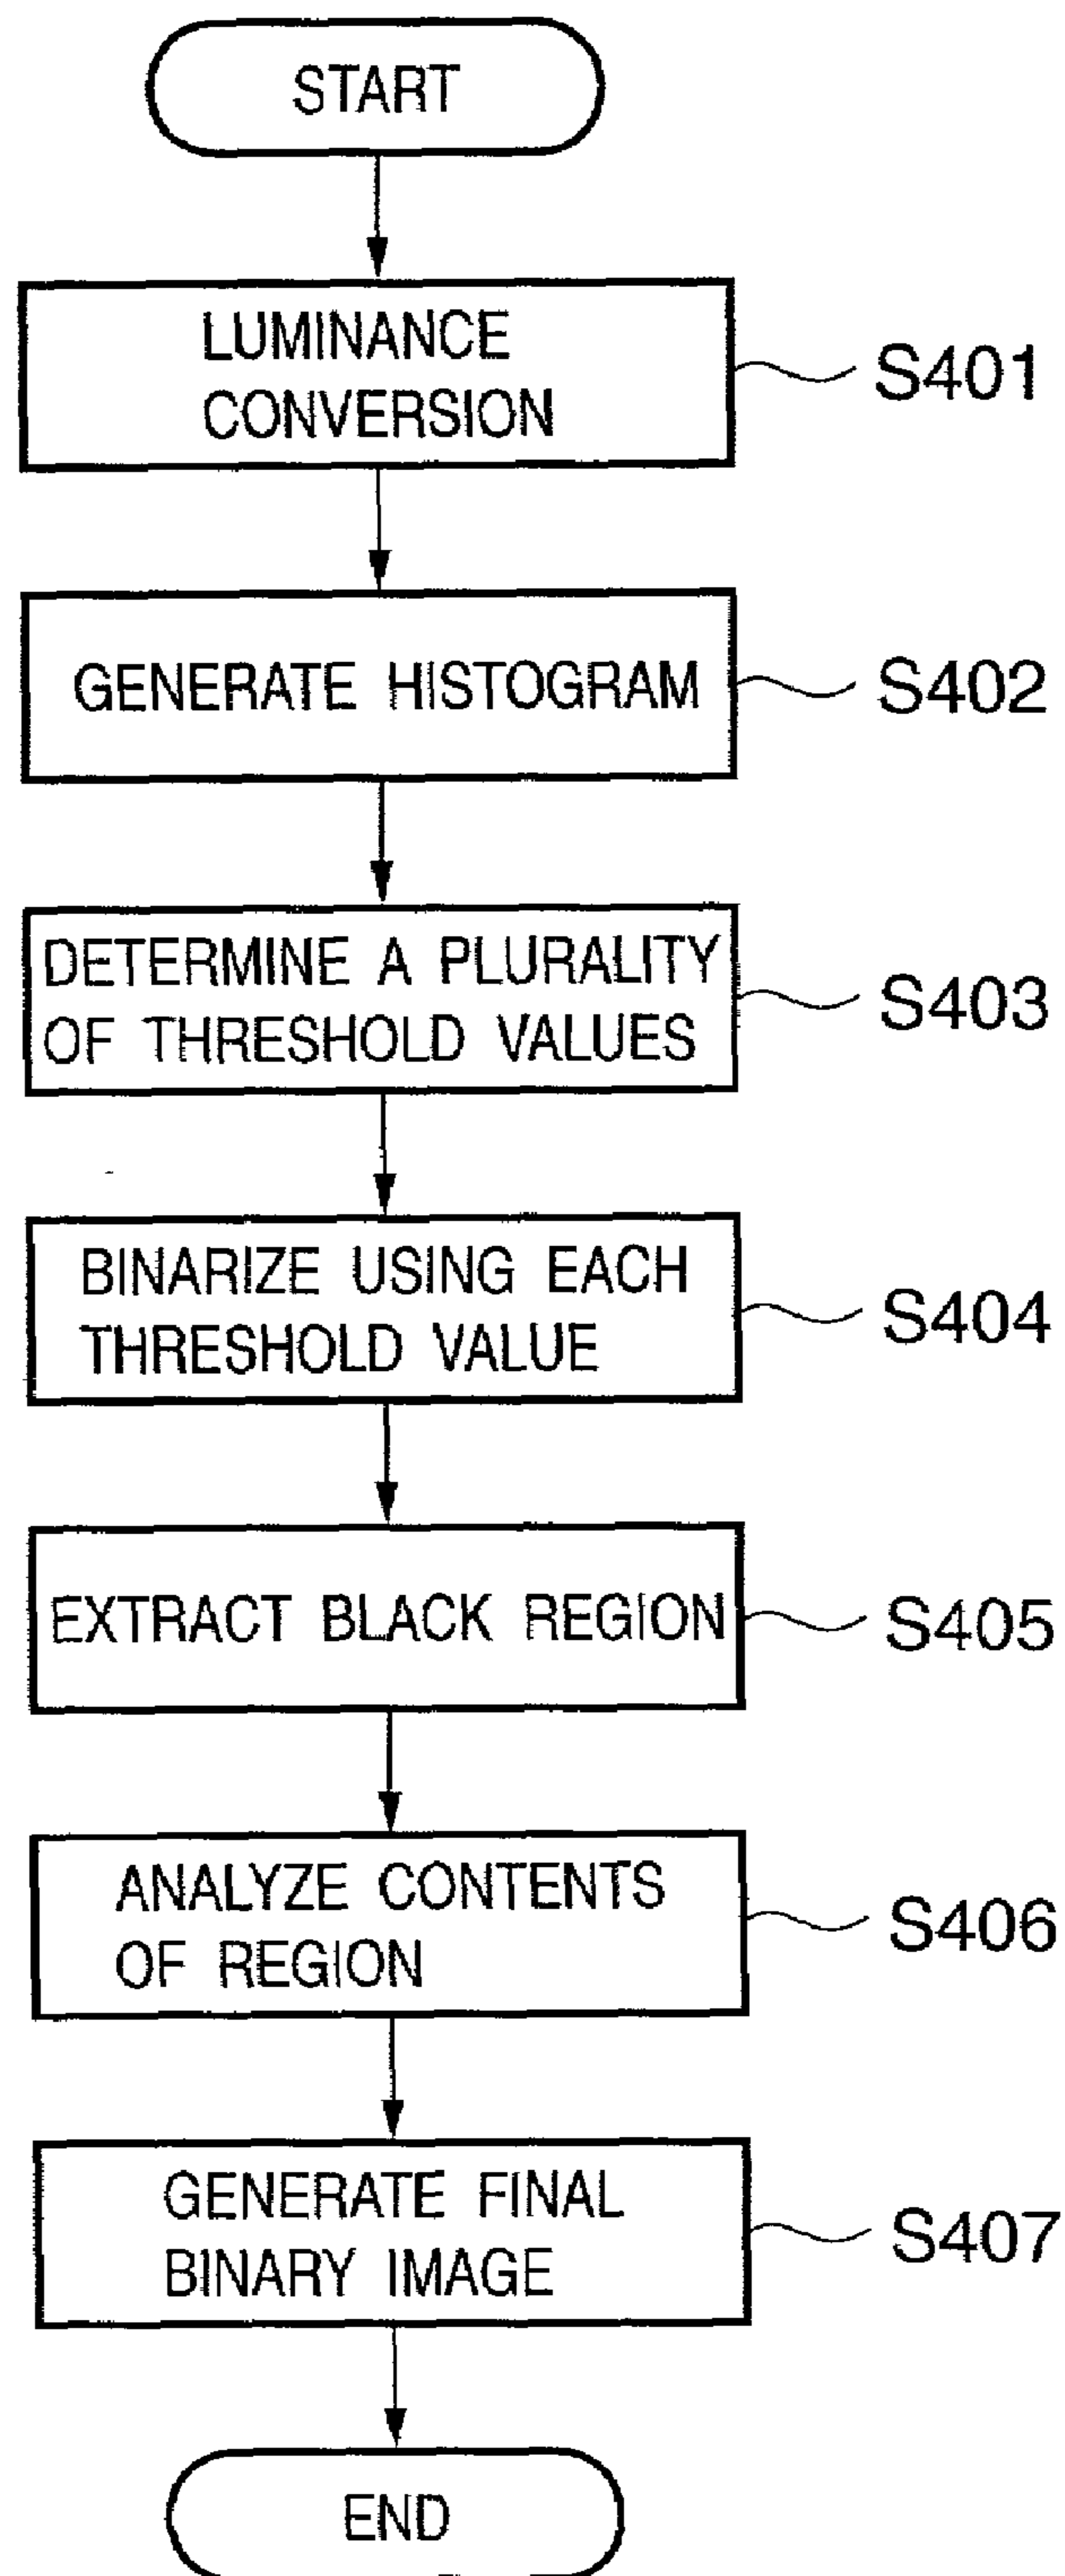 START
LUMINANCE
CONVERSION
S401
GENERATE HISTOGRAM
S402
DETERMINE A PLURALITY
OF THRESHOLD VALUES
S403
BINARIZE USING EACH
THRESHOLD VALUE
S404
EXTRACT BLACK REGION
S405
ANALYZE CONTENTS
OF REGION
S406
GENERATE FINAL
BINARY IMAGE
S407
END